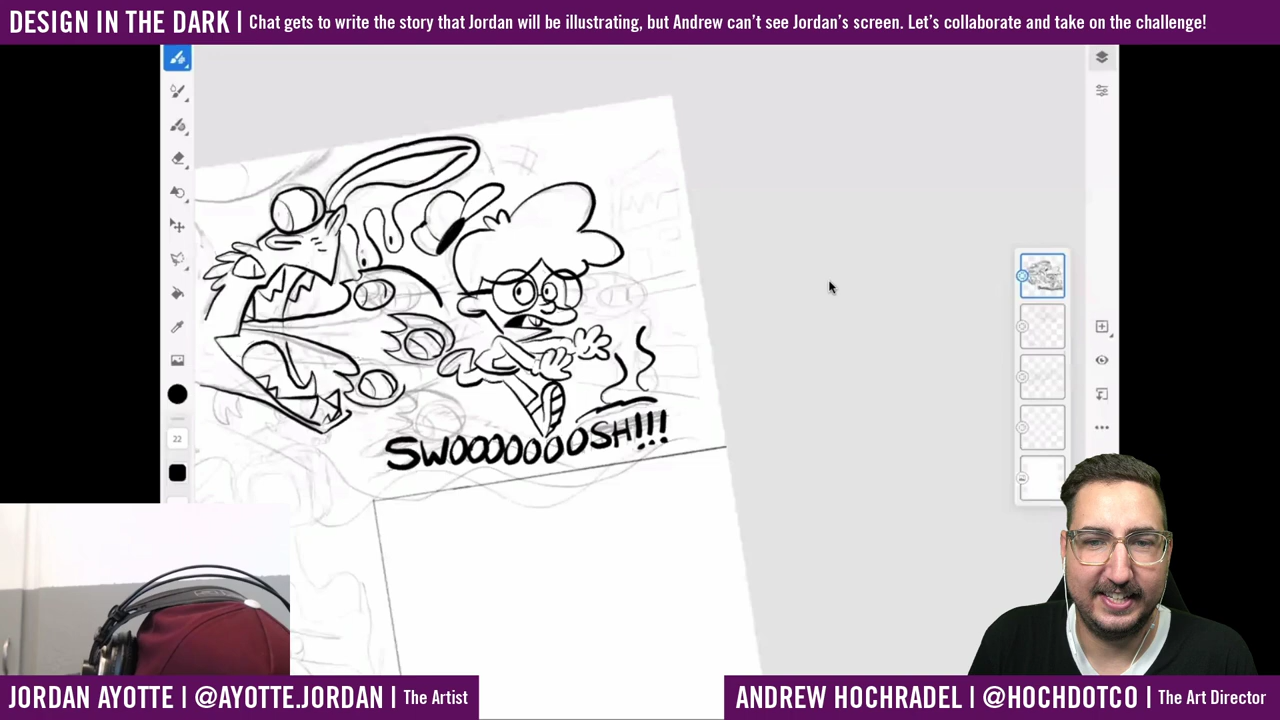 DESIGN IN THE DARK | Chat gets to write the story that Jordan will be illustrating, but Andrew can't see Jordan's screen. Let's collaborate and take on the challenge!
22
SWOOOOOOOSH!!!
JORDAN AYOTTE | @AYOTTE.JORDAN | The Artist
ANDREW HOCHRADEL | @HOCHDOTCO | The Art Director